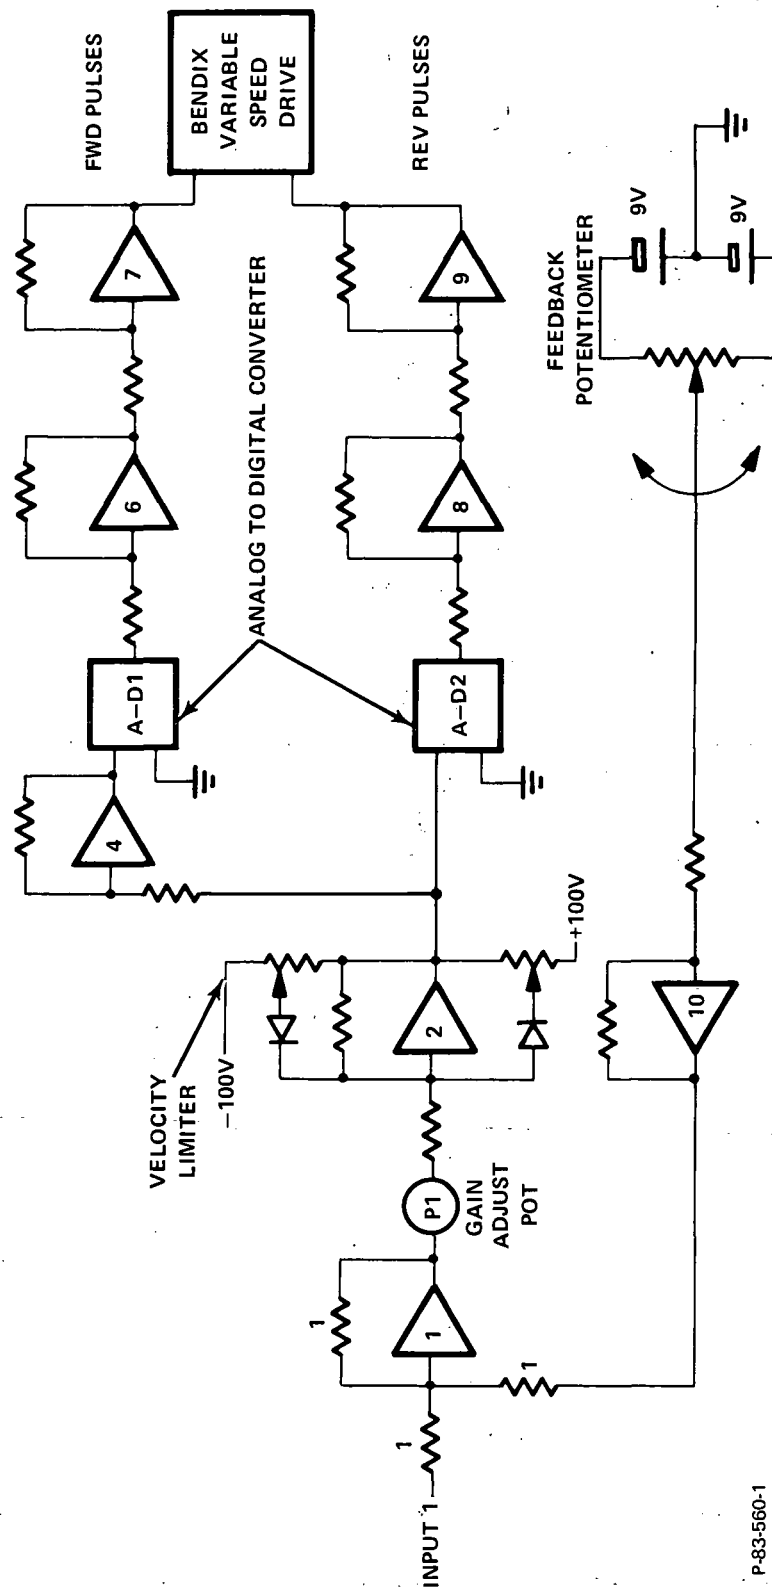 FWD PULSES
BENDIX
VARIABLE
SPEED
DRIVE
REV PULSES
7
9
ANALOG TO DIGITAL CONVERTER
6
8
A-D1
A-D2
4
FEEDBACK
POTENTIOMETER
9V
9V
VELOCITY
LIMITER
-100V
+100V
2
10
P1
GAIN
ADJUST
POT
1
1
1
1
INPUT 1
P-83-560-1